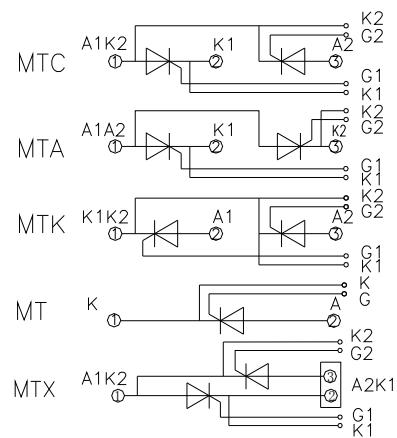 K2
G2
MTC A1K2 K1 A2
1 2 3
G1
K1
K2
G2
MTA A1A2 K1 K2
1 2 3
G1
K1
K2
G2
MTK K1K2 A1 A2
1 2 3
G1
K1
K
G
MT K A
1 2
K2
G2
MTX A1K2 3 A2K1
1 2
G1
K1